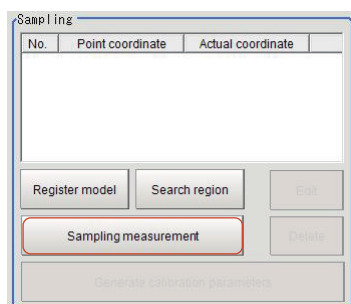 Sampling
No. Point coordinate Actual coordinate
Register model Search region Edit
Sampling measurement Delete
Generate calibration parameters